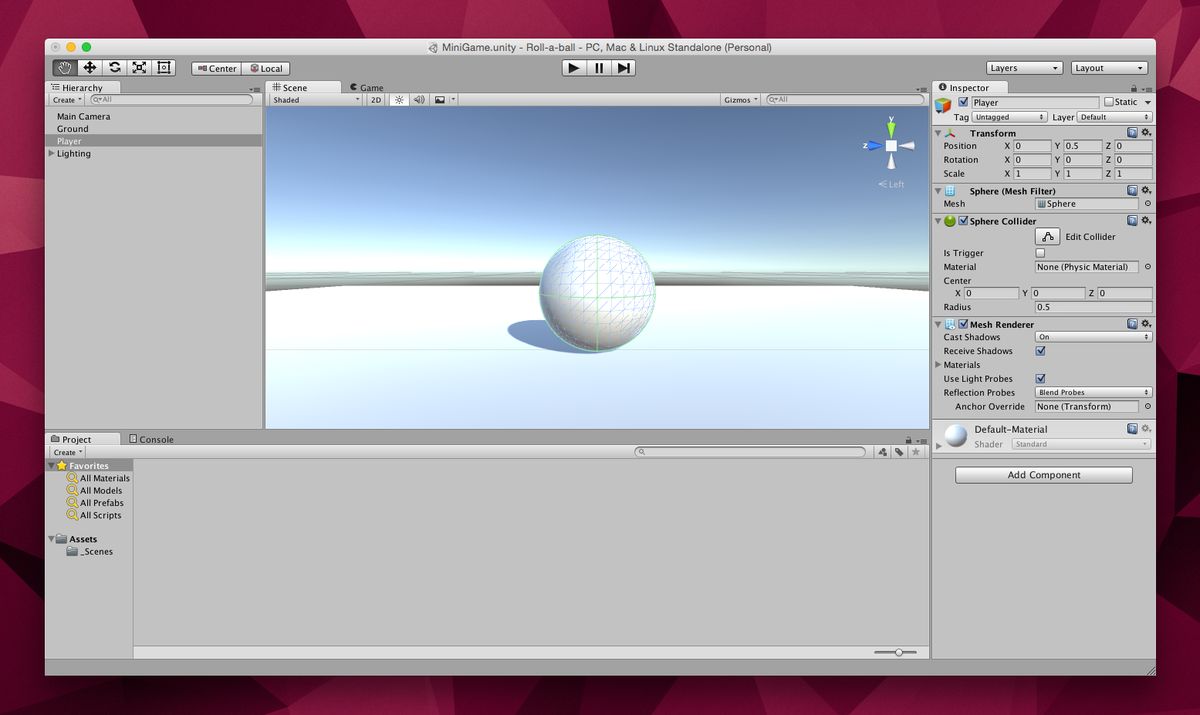 MiniGame.unity - Roll-a-ball - PC, Mac & Linux Standalone (Personal)
Center Local Layers Layout
Hierarchy
Create All
Main Camera
Ground
Player
Lighting
Scene Game
Shaded 2D Gizmos All
y
z
Left
Inspector
Player Static
Tag Untagged Layer Default
Transform
Position X 0 Y 0.5 Z 0
Rotation X 0 Y 0 Z 0
Scale X 1 Y 1 Z 1
Sphere (Mesh Filter)
Mesh Sphere
Sphere Collider
Edit Collider
Is Trigger
Material None (Physic Material)
Center
X 0 Y 0 Z 0
Radius 0.5
Mesh Renderer
Cast Shadows On
Receive Shadows
Materials
Use Light Probes
Reflection Probes Blend Probes
Anchor Override None (Transform)
Default-Material
Shader Standard
Add Component
Project Console
Create
Favorites
All Materials
All Models
All Prefabs
All Scripts
Assets
_Scenes